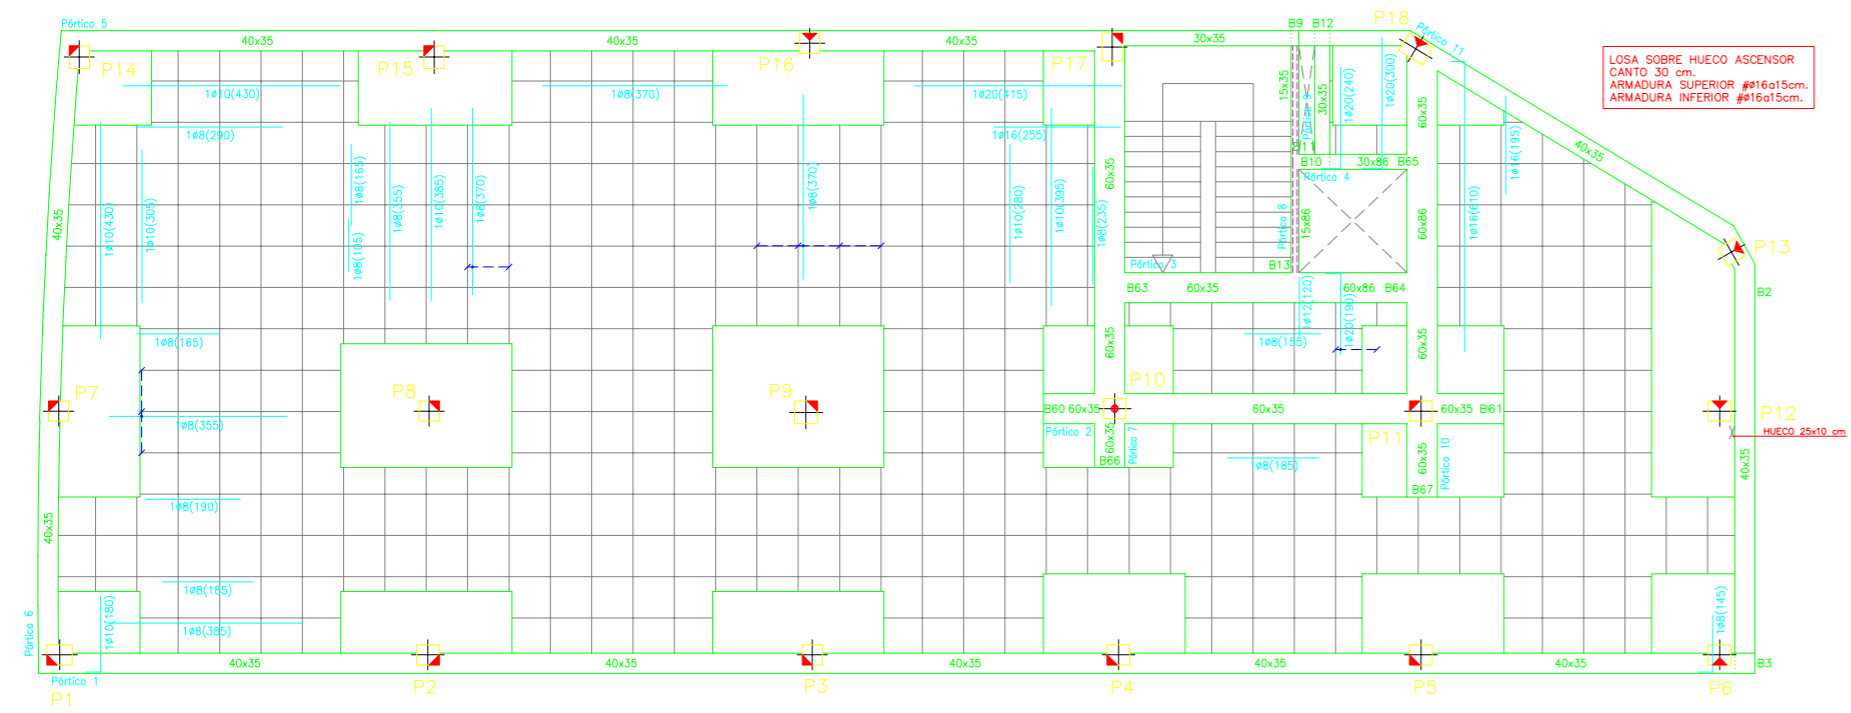 Pórtico 5
B9
B12
P18
Pórtico 11
40x35
40x35
40x35
30x35
P14
P15
P16
P17
LOSA SOBRE HUECO ASCENSOR
CANTO 30 cm.
ARMADURA SUPERIOR #ø16a15cm.
ARMADURA INFERIOR #ø16a15cm.
1ø10(430)
1ø8(370)
1ø20(415)
15x35
30x35
1ø20(240)
1ø20(300)
60x35
1ø8(290)
1ø16(255)
1ø16(195)
40x35
B11
B10
30x86
B65
Pórtico 4
1ø8(165)
1ø8(355)
1ø10(385)
1ø8(370)
1ø8(370)
1ø10(280)
1ø10(395)
1ø8(235)
60x35
40x35
1ø10(430)
1ø10(305)
1ø8(105)
Pórtico 8
15x86
60x86
1ø16(610)
Pórtico 3
B13
P13
B63
60x35
60x86
B64
B2
1ø12(120)
1ø20(190)
1ø8(165)
1ø8(155)
60x35
60x35
P7
P8
P9
P10
B60
60x35
60x35
60x35
B61
P12
1ø8(355)
Pórtico 2
60x35
Pórtico 7
P11
HUECO 25x10 cm
B66
1ø8(185)
60x35
Pórtico 10
40x35
B67
1ø8(190)
40x35
1ø8(185)
1ø10(180)
1ø8(385)
1ø8(145)
Pórtico 6
40x35
40x35
40x35
40x35
40x35
B3
Pórtico 1
P1
P2
P3
P4
P5
P6